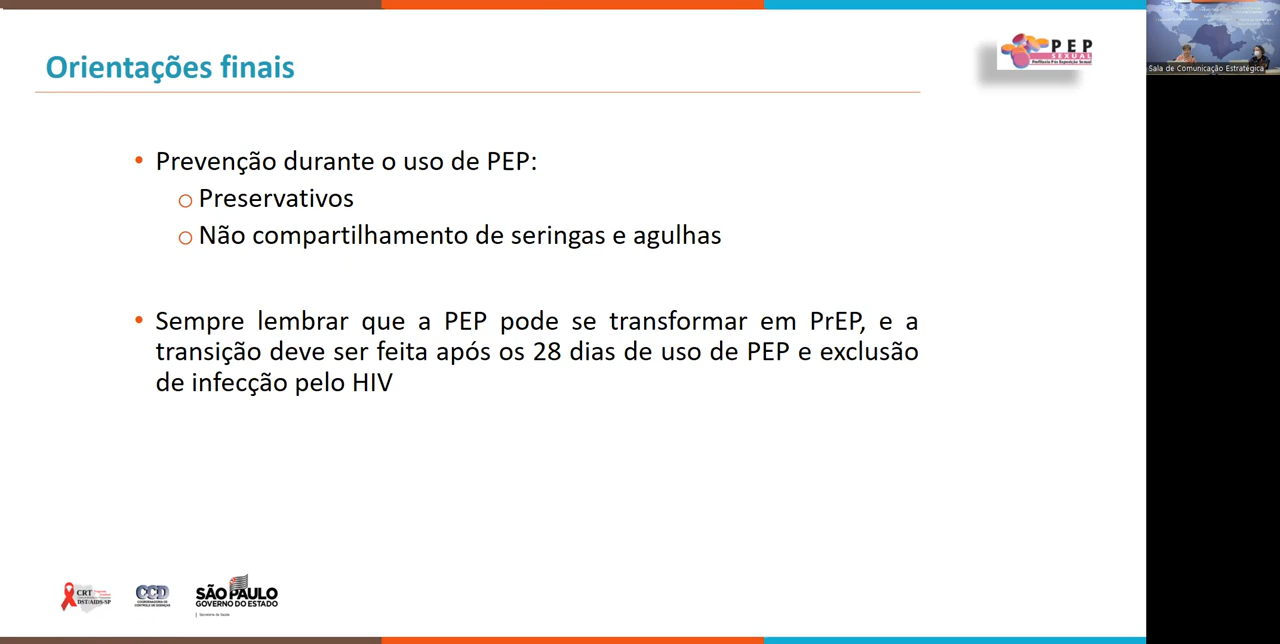 Orientações finais
PEP
SEXUAL
Profilaxia Pós Exposição Sexual
Sala de Comunicação Estratégica
• Prevenção durante o uso de PEP:
o Preservativos
o Não compartilhamento de seringas e agulhas
• Sempre lembrar que a PEP pode se transformar em PrEP, e a
transição deve ser feita após os 28 dias de uso de PEP e exclusão
de infecção pelo HIV
CRT
DST/AIDS-SP
CCD
COORDENADORIA DE
CONTROLE DE DOENÇAS
SÃO PAULO
GOVERNO DO ESTADO
Secretaria da Saúde